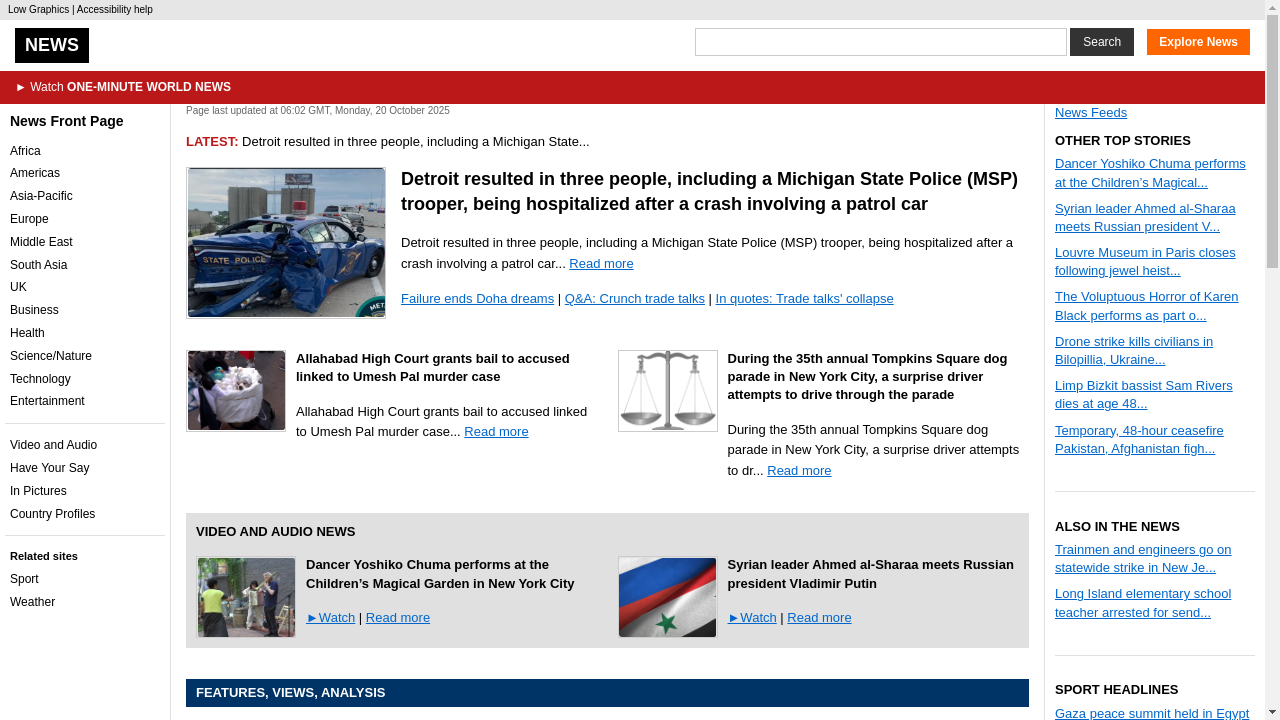 Low Graphics | Accessibility help
NEWS
Search
Explore News
► Watch ONE-MINUTE WORLD NEWS
News Front Page
Africa
Americas
Asia-Pacific
Europe
Middle East
South Asia
UK
Business
Health
Science/Nature
Technology
Entertainment
Video and Audio
Have Your Say
In Pictures
Country Profiles
Related sites
Sport
Weather
Page last updated at 06:02 GMT, Monday, 20 October 2025
LATEST: Detroit resulted in three people, including a Michigan State...
STATE POLICE
Detroit resulted in three people, including a Michigan State Police (MSP)
trooper, being hospitalized after a crash involving a patrol car
Detroit resulted in three people, including a Michigan State Police (MSP) trooper, being hospitalized after a
crash involving a patrol car... Read more
Failure ends Doha dreams | Q&A: Crunch trade talks | In quotes: Trade talks' collapse
Allahabad High Court grants bail to accused
linked to Umesh Pal murder case
Allahabad High Court grants bail to accused linked
to Umesh Pal murder case... Read more
During the 35th annual Tompkins Square dog
parade in New York City, a surprise driver
attempts to drive through the parade
During the 35th annual Tompkins Square dog
parade in New York City, a surprise driver attempts
to dr... Read more
VIDEO AND AUDIO NEWS
Dancer Yoshiko Chuma performs at the
Children’s Magical Garden in New York City
►Watch | Read more
Syrian leader Ahmed al-Sharaa meets Russian
president Vladimir Putin
►Watch | Read more
FEATURES, VIEWS, ANALYSIS
News Feeds
OTHER TOP STORIES
Dancer Yoshiko Chuma performs
at the Children’s Magical...
Syrian leader Ahmed al-Sharaa
meets Russian president V...
Louvre Museum in Paris closes
following jewel heist...
The Voluptuous Horror of Karen
Black performs as part o...
Drone strike kills civilians in
Bilopillia, Ukraine...
Limp Bizkit bassist Sam Rivers
dies at age 48...
Temporary, 48-hour ceasefire
Pakistan, Afghanistan figh...
ALSO IN THE NEWS
Trainmen and engineers go on
statewide strike in New Je...
Long Island elementary school
teacher arrested for send...
SPORT HEADLINES
Gaza peace summit held in Egypt